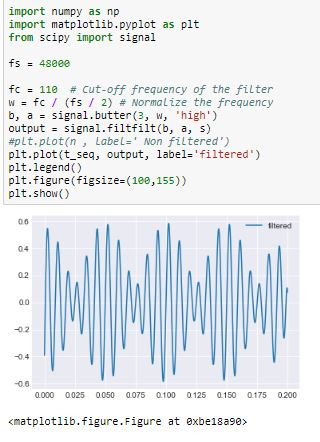 import numpy as np
import matplotlib.pyplot as plt
from scipy import signal
fs = 48000
fc = 110  # Cut-off frequency of the filter
w = fc / (fs / 2) # Normalize the frequency
b, a = signal.butter(3, w, 'high')
output = signal.filtfilt(b, a, s)
#plt.plot(n , label=' Non filtered')
plt.plot(t_seq, output, label='filtered')
plt.legend()
plt.figure(figsize=(100,155))
plt.show()
0.6
filtered
0.4
0.2
0.0
−0.2
−0.4
−0.6
0.000 0.025 0.050 0.075 0.100 0.125 0.150 0.175 0.200
<matplotlib.figure.Figure at 0xbe18a90>